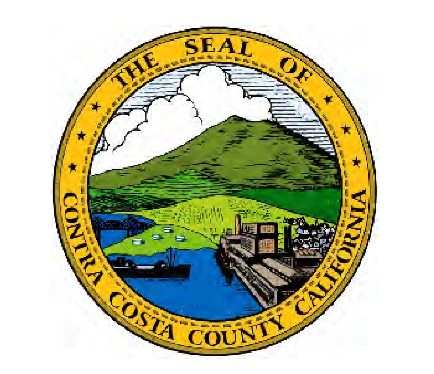 THE SEAL OF
CONTRA COSTA COUNTY CALIFORNIA